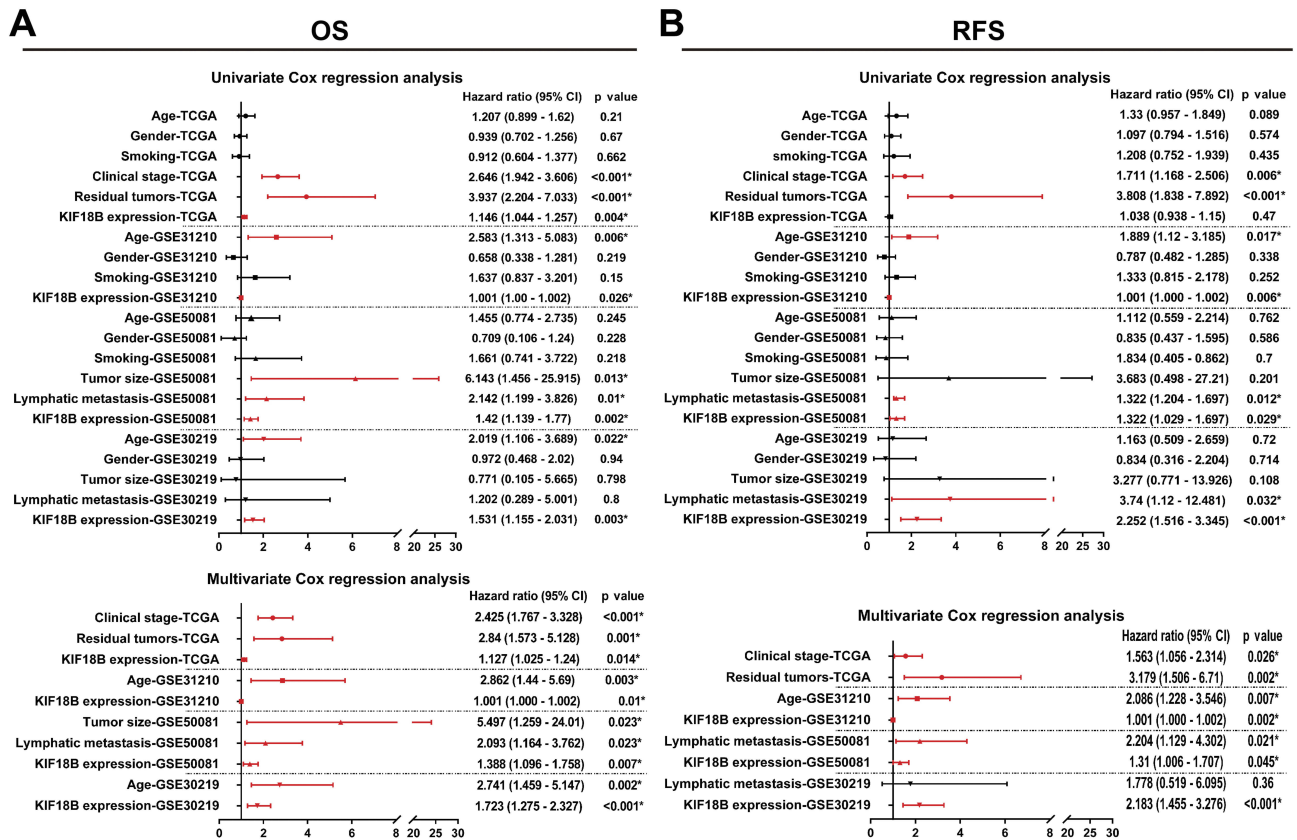 A
OS
Univariate Cox regression analysis
Hazard ratio (95% CI) p value
Age-TCGA 1.207 (0.899 - 1.62) 0.21
Gender-TCGA 0.939 (0.702 - 1.256) 0.67
Smoking-TCGA 0.912 (0.604 - 1.377) 0.662
Clinical stage-TCGA 2.646 (1.942 - 3.606) <0.001*
Residual tumors-TCGA 3.937 (2.204 - 7.033) <0.001*
KIF18B expression-TCGA 1.146 (1.044 - 1.257) 0.004*
Age-GSE31210 2.583 (1.313 - 5.083) 0.006*
Gender-GSE31210 0.658 (0.338 - 1.281) 0.219
Smoking-GSE31210 1.637 (0.837 - 3.201) 0.15
KIF18B expression-GSE31210 1.001 (1.00 - 1.002) 0.026*
Age-GSE50081 1.455 (0.774 - 2.735) 0.245
Gender-GSE50081 0.709 (0.106 - 1.24) 0.228
Smoking-GSE50081 1.661 (0.741 - 3.722) 0.218
Tumor size-GSE50081 6.143 (1.456 - 25.915) 0.013*
Lymphatic metastasis-GSE50081 2.142 (1.199 - 3.826) 0.01*
KIF18B expression-GSE50081 1.42 (1.139 - 1.77) 0.002*
Age-GSE30219 2.019 (1.106 - 3.689) 0.022*
Gender-GSE30219 0.972 (0.468 - 2.02) 0.94
Tumor size-GSE30219 0.771 (0.105 - 5.665) 0.798
Lymphatic metastasis-GSE30219 1.202 (0.289 - 5.001) 0.8
KIF18B expression-GSE30219 1.531 (1.155 - 2.031) 0.003*
0 2 4 6 8 20 25 30
Multivariate Cox regression analysis
Hazard ratio (95% CI) p value
Clinical stage-TCGA 2.425 (1.767 - 3.328) <0.001*
Residual tumors-TCGA 2.84 (1.573 - 5.128) 0.001*
KIF18B expression-TCGA 1.127 (1.025 - 1.24) 0.014*
Age-GSE31210 2.862 (1.44 - 5.69) 0.003*
KIF18B expression-GSE31210 1.001 (1.000 - 1.002) 0.01*
Tumor size-GSE50081 5.497 (1.259 - 24.01) 0.023*
Lymphatic metastasis-GSE50081 2.093 (1.164 - 3.762) 0.023*
KIF18B expression-GSE50081 1.388 (1.096 - 1.758) 0.007*
Age-GSE30219 2.741 (1.459 - 5.147) 0.002*
KIF18B expression-GSE30219 1.723 (1.275 - 2.327) <0.001*
0 2 4 6 8 20 25 30
B
RFS
Univariate Cox regression analysis
Hazard ratio (95% CI) p value
Age-TCGA 1.33 (0.957 - 1.849) 0.089
Gender-TCGA 1.097 (0.794 - 1.516) 0.574
smoking-TCGA 1.208 (0.752 - 1.939) 0.435
Clinical stage-TCGA 1.711 (1.168 - 2.506) 0.006*
Residual tumors-TCGA 3.808 (1.838 - 7.892) <0.001*
KIF18B expression-TCGA 1.038 (0.938 - 1.15) 0.47
Age-GSE31210 1.889 (1.12 - 3.185) 0.017*
Gender-GSE31210 0.787 (0.482 - 1.285) 0.338
Smoking-GSE31210 1.333 (0.815 - 2.178) 0.252
KIF18B expression-GSE31210 1.001 (1.000 - 1.002) 0.006*
Age-GSE50081 1.112 (0.559 - 2.214) 0.762
Gender-GSE50081 0.835 (0.437 - 1.595) 0.586
Smoking-GSE50081 1.834 (0.405 - 0.862) 0.7
Tumor size-GSE50081 3.683 (0.498 - 27.21) 0.201
Lymphatic metastasis-GSE50081 1.322 (1.204 - 1.697) 0.012*
KIF18B expression-GSE50081 1.322 (1.029 - 1.697) 0.029*
Age-GSE30219 1.163 (0.509 - 2.659) 0.72
Gender-GSE30219 0.834 (0.316 - 2.204) 0.714
Tumor size-GSE30219 3.277 (0.771 - 13.926) 0.108
Lymphatic metastasis-GSE30219 3.74 (1.12 - 12.481) 0.032*
KIF18B expression-GSE30219 2.252 (1.516 - 3.345) <0.001*
0 2 4 6 8 20 25 30
Multivariate Cox regression analysis
Hazard ratio (95% CI) p value
Clinical stage-TCGA 1.563 (1.056 - 2.314) 0.026*
Residual tumors-TCGA 3.179 (1.506 - 6.71) 0.002*
Age-GSE31210 2.086 (1.228 - 3.546) 0.007*
KIF18B expression-GSE31210 1.001 (1.000 - 1.002) 0.002*
Lymphatic metastasis-GSE50081 2.204 (1.129 - 4.302) 0.021*
KIF18B expression-GSE50081 1.31 (1.006 - 1.707) 0.045*
Lymphatic metastasis-GSE30219 1.778 (0.519 - 6.095) 0.36
KIF18B expression-GSE30219 2.183 (1.455 - 3.276) <0.001*
0 2 4 6 8 20 25 30